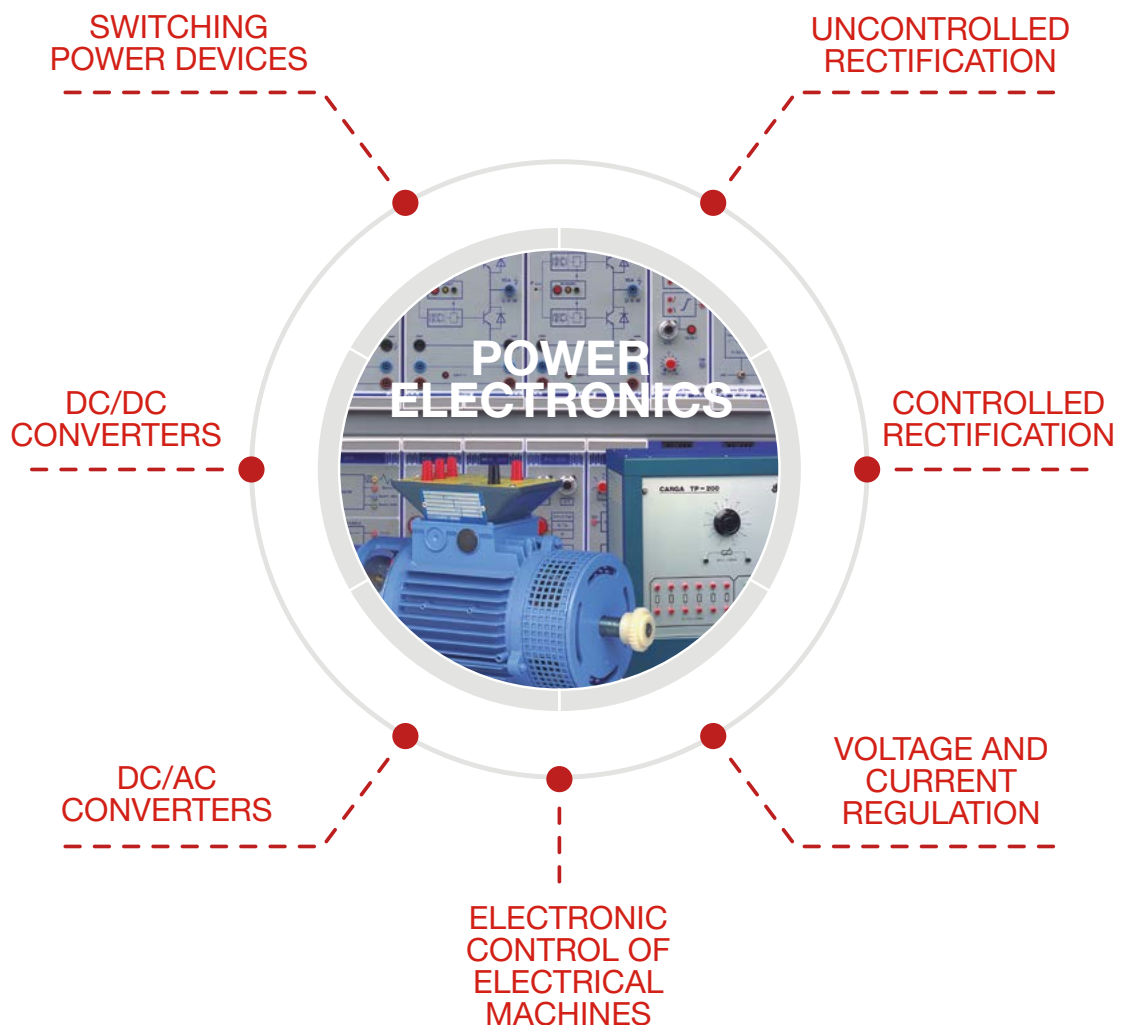 SWITCHING
POWER DEVICES
UNCONTROLLED
RECTIFICATION
POWER
ELECTRONICS
DC/DC
CONVERTERS
CONTROLLED
RECTIFICATION
CARGA TP-200
DC/AC
CONVERTERS
VOLTAGE AND
CURRENT
REGULATION
ELECTRONIC
CONTROL OF
ELECTRICAL
MACHINES